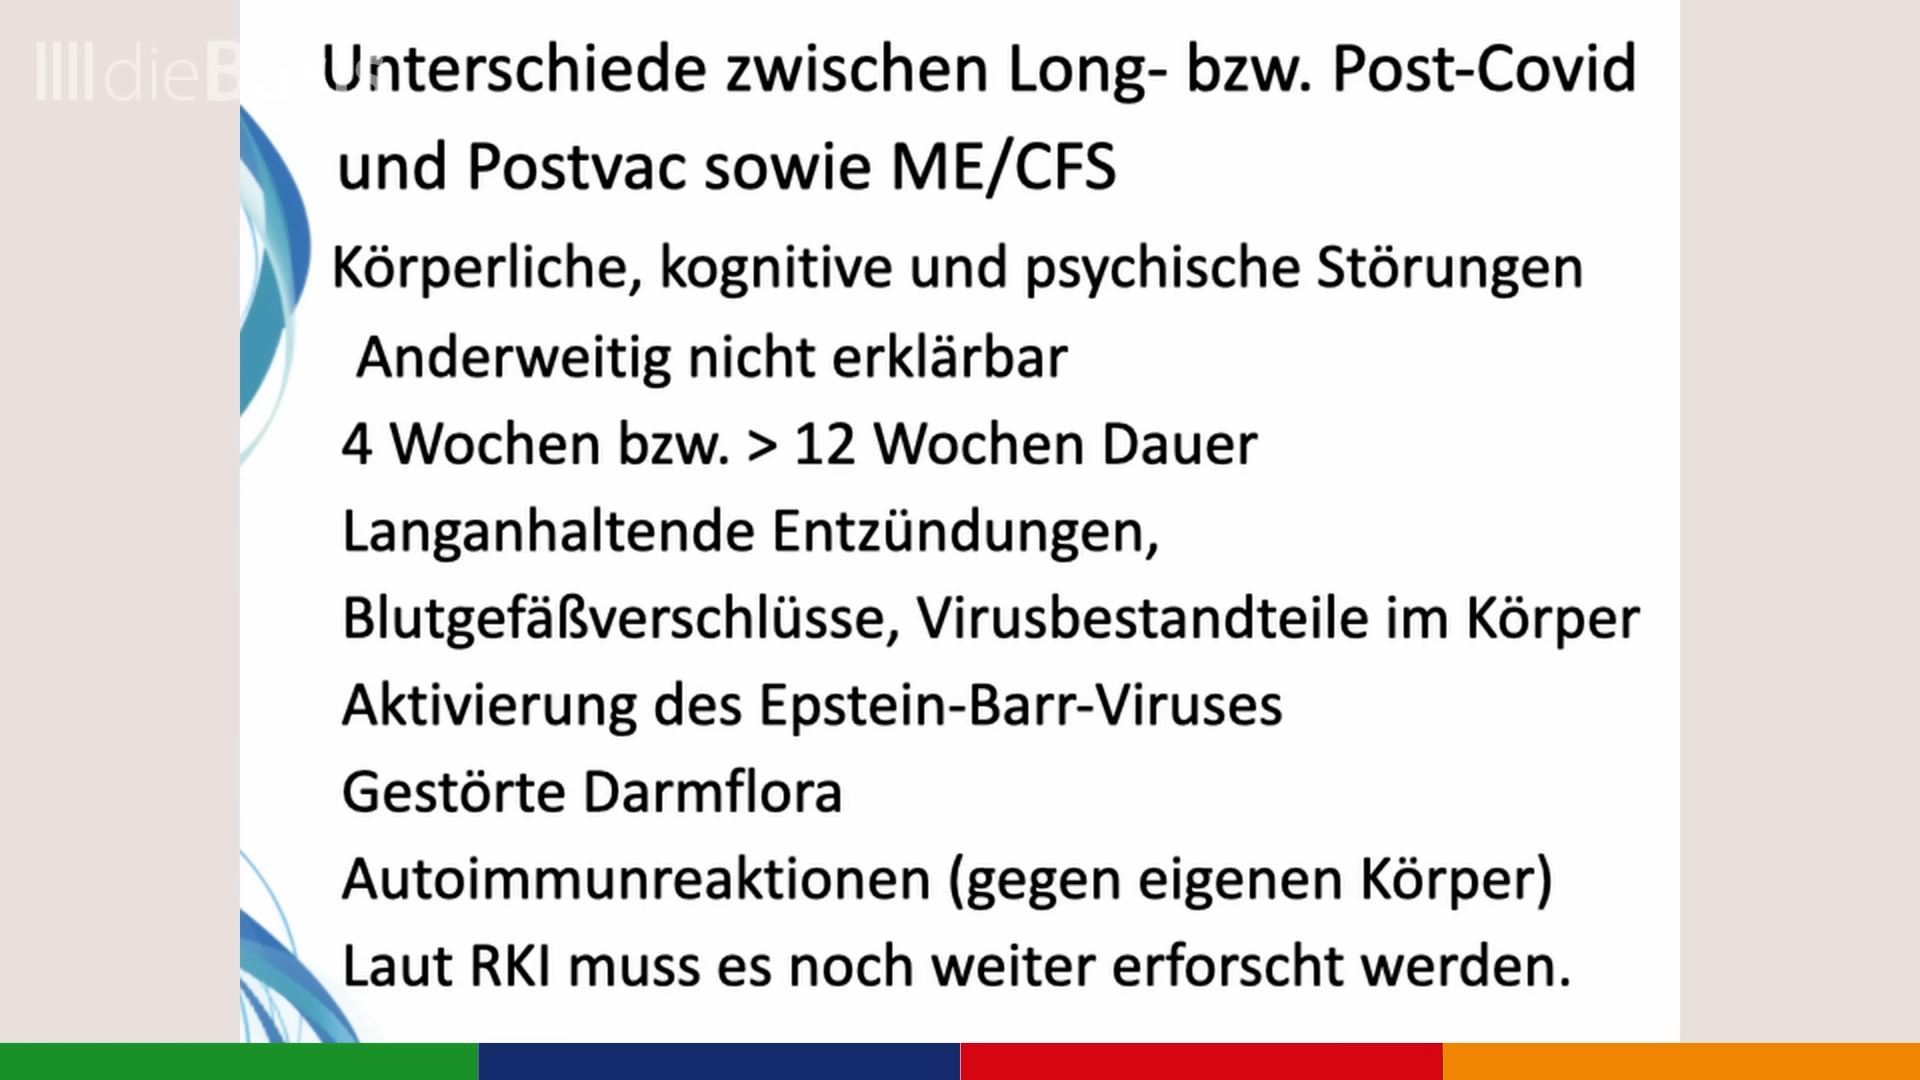 dieB
Unterschiede zwischen Long- bzw. Post-Covid
und Postvac sowie ME/CFS
Körperliche, kognitive und psychische Störungen
Anderweitig nicht erklärbar
4 Wochen bzw. > 12 Wochen Dauer
Langanhaltende Entzündungen,
Blutgefäßverschlüsse, Virusbestandteile im Körper
Aktivierung des Epstein-Barr-Viruses
Gestörte Darmflora
Autoimmunreaktionen (gegen eigenen Körper)
Laut RKI muss es noch weiter erforscht werden.